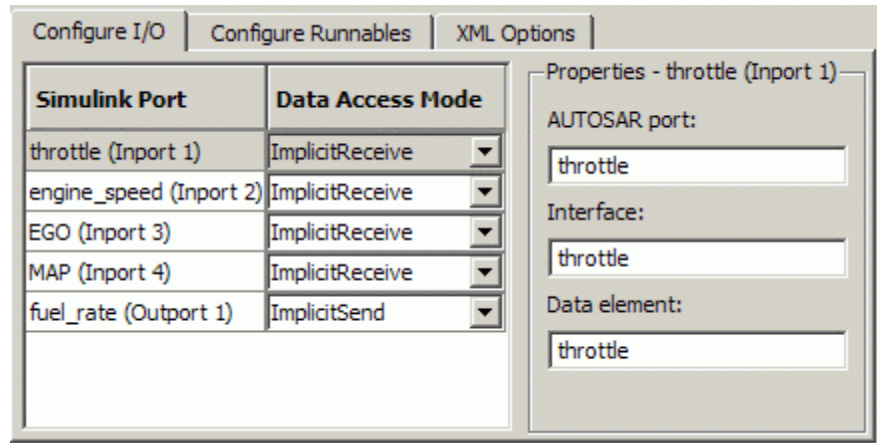 Configure I/O Configure Runnables XML Options
Simulink Port Data Access Mode
throttle (Inport 1) ImplicitReceive
engine_speed (Inport 2) ImplicitReceive
EGO (Inport 3) ImplicitReceive
MAP (Inport 4) ImplicitReceive
fuel_rate (Outport 1) ImplicitSend
Properties - throttle (Inport 1)
AUTOSAR port:
throttle
Interface:
throttle
Data element:
throttle